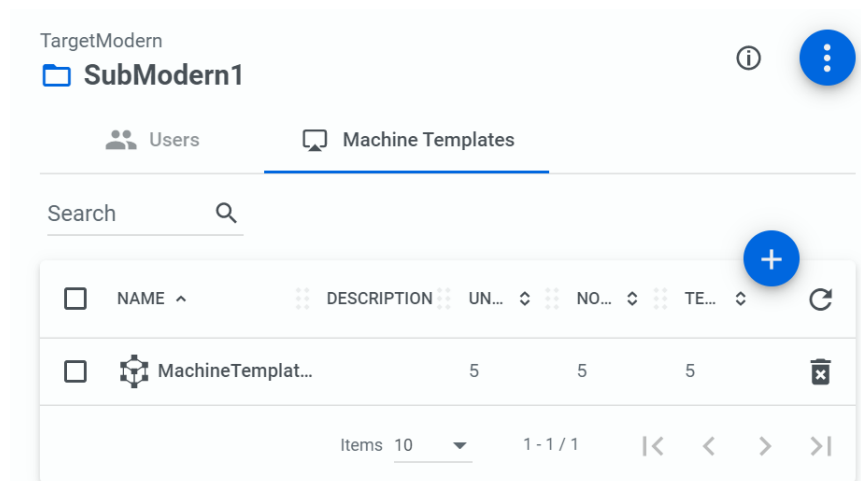 TargetModern
SubModern1
Users Machine Templates
Search
NAME DESCRIPTION UN... NO... TE...
MachineTemplat... 5 5 5
Items 10 1 - 1 / 1